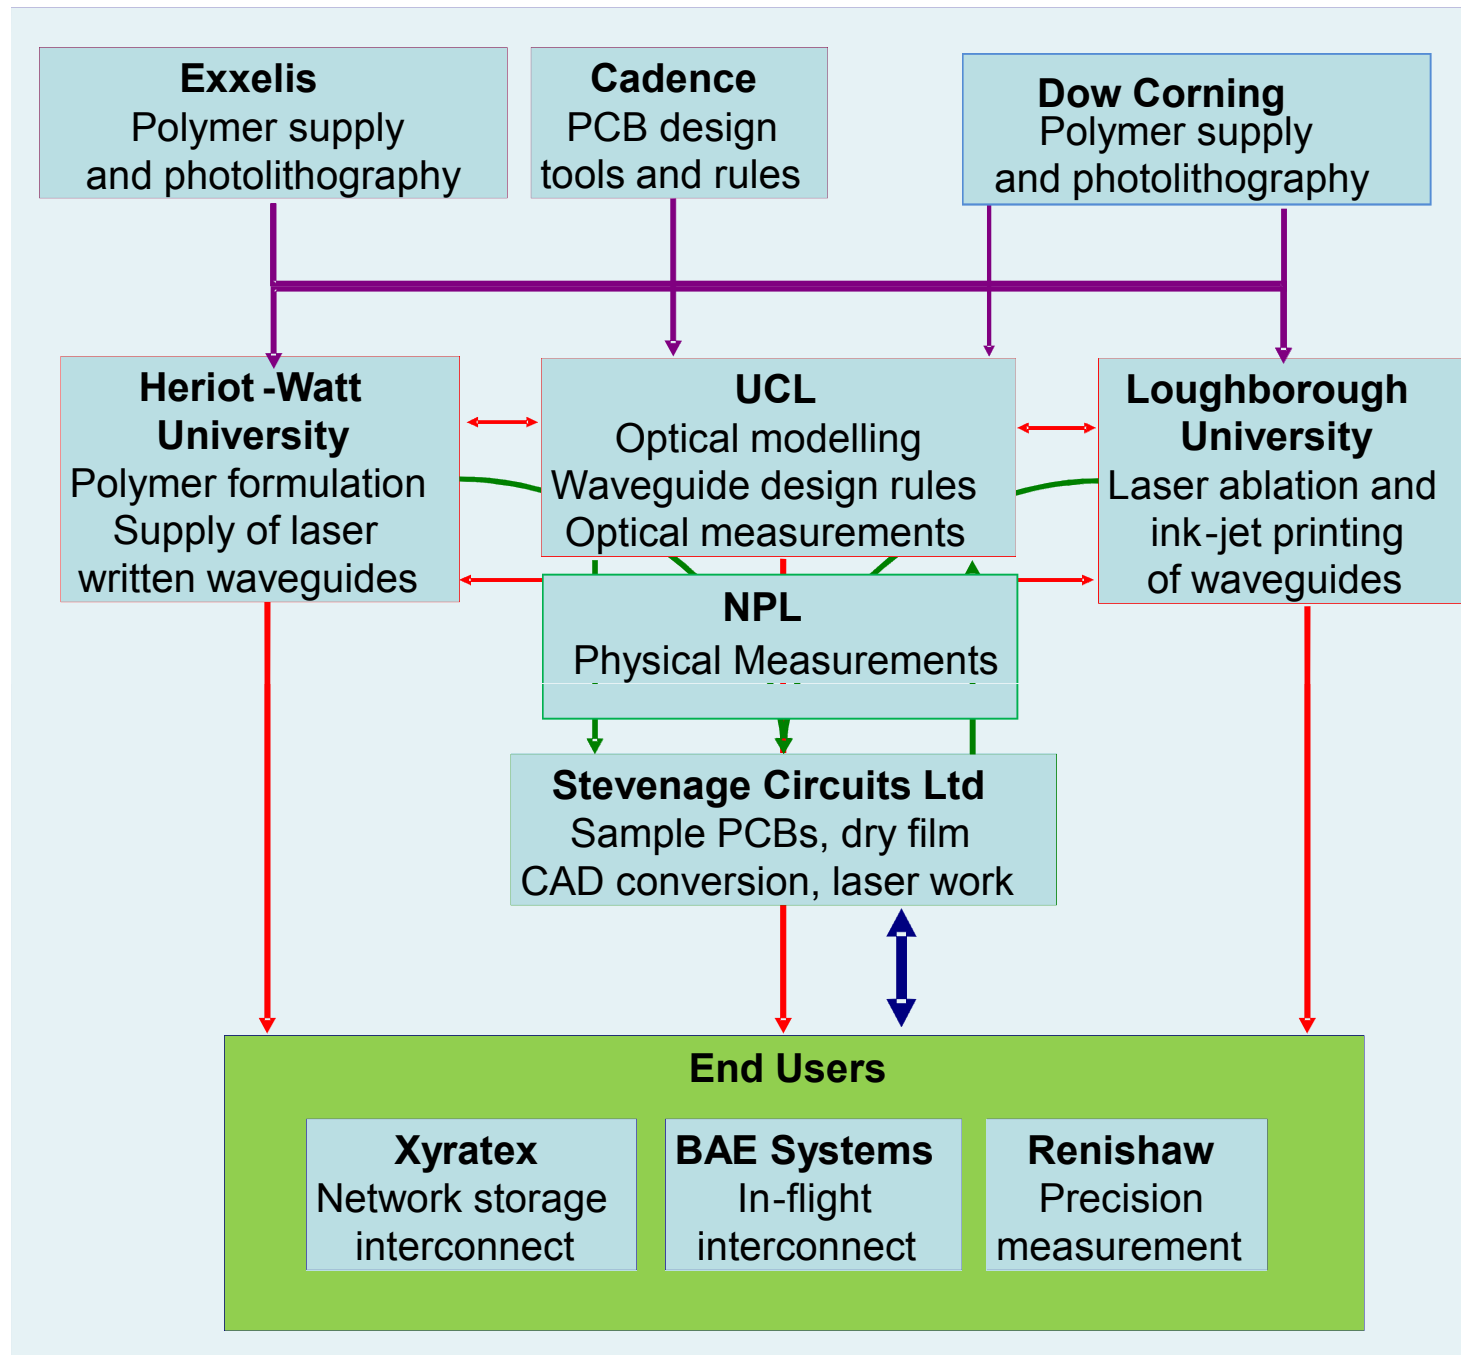 Exxelis
Polymer supply
and photolithography
Cadence
PCB design
tools and rules
Dow Corning
Polymer supply
and photolithography
Heriot -Watt
University
Polymer formulation
Supply of laser
written waveguides
UCL
Optical modelling
Waveguide design rules
Optical measurements
Loughborough
University
Laser ablation and
ink-jet printing
of waveguides
NPL
Physical Measurements
Stevenage Circuits Ltd
Sample PCBs, dry film
CAD conversion, laser work
End Users
Xyratex
Network storage
interconnect
BAE Systems
In-flight
interconnect
Renishaw
Precision
measurement